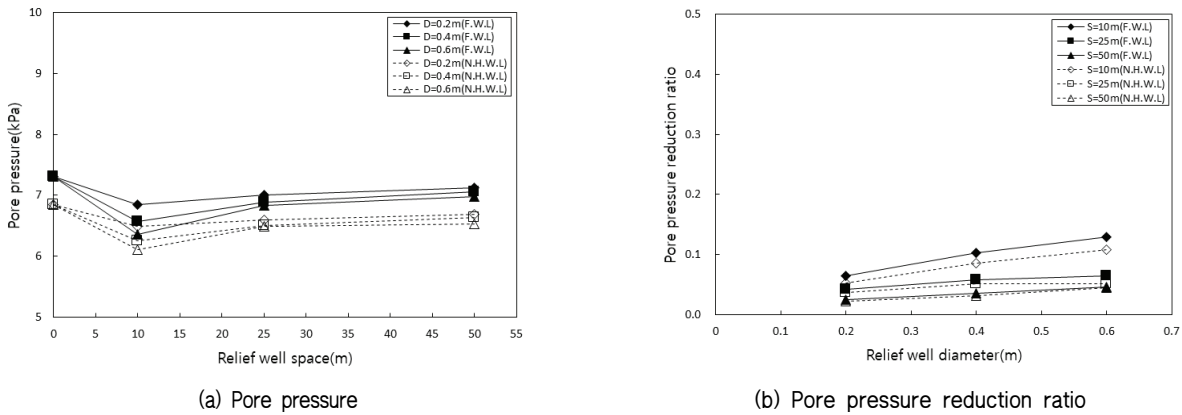 10
9
8
7
6
5
0 5 10 15 20 25 30 35 40 45 50 55
Pore pressure(kPa)
Relief well space(m)
D=0.2m(F.W.L)
D=0.4m(F.W.L)
D=0.6m(F.W.L)
D=0.2m(N.H.W.L)
D=0.4m(N.H.W.L)
D=0.6m(N.H.W.L)
(a) Pore pressure
0.5
0.4
0.3
0.2
0.1
0.0
0 0.1 0.2 0.3 0.4 0.5 0.6 0.7
Pore pressure reduction ratio
Relief well diameter(m)
S=10m(F.W.L)
S=25m(F.W.L)
S=50m(F.W.L)
S=10m(N.H.W.L)
S=25m(N.H.W.L)
S=50m(N.H.W.L)
(b) Pore pressure reduction ratio